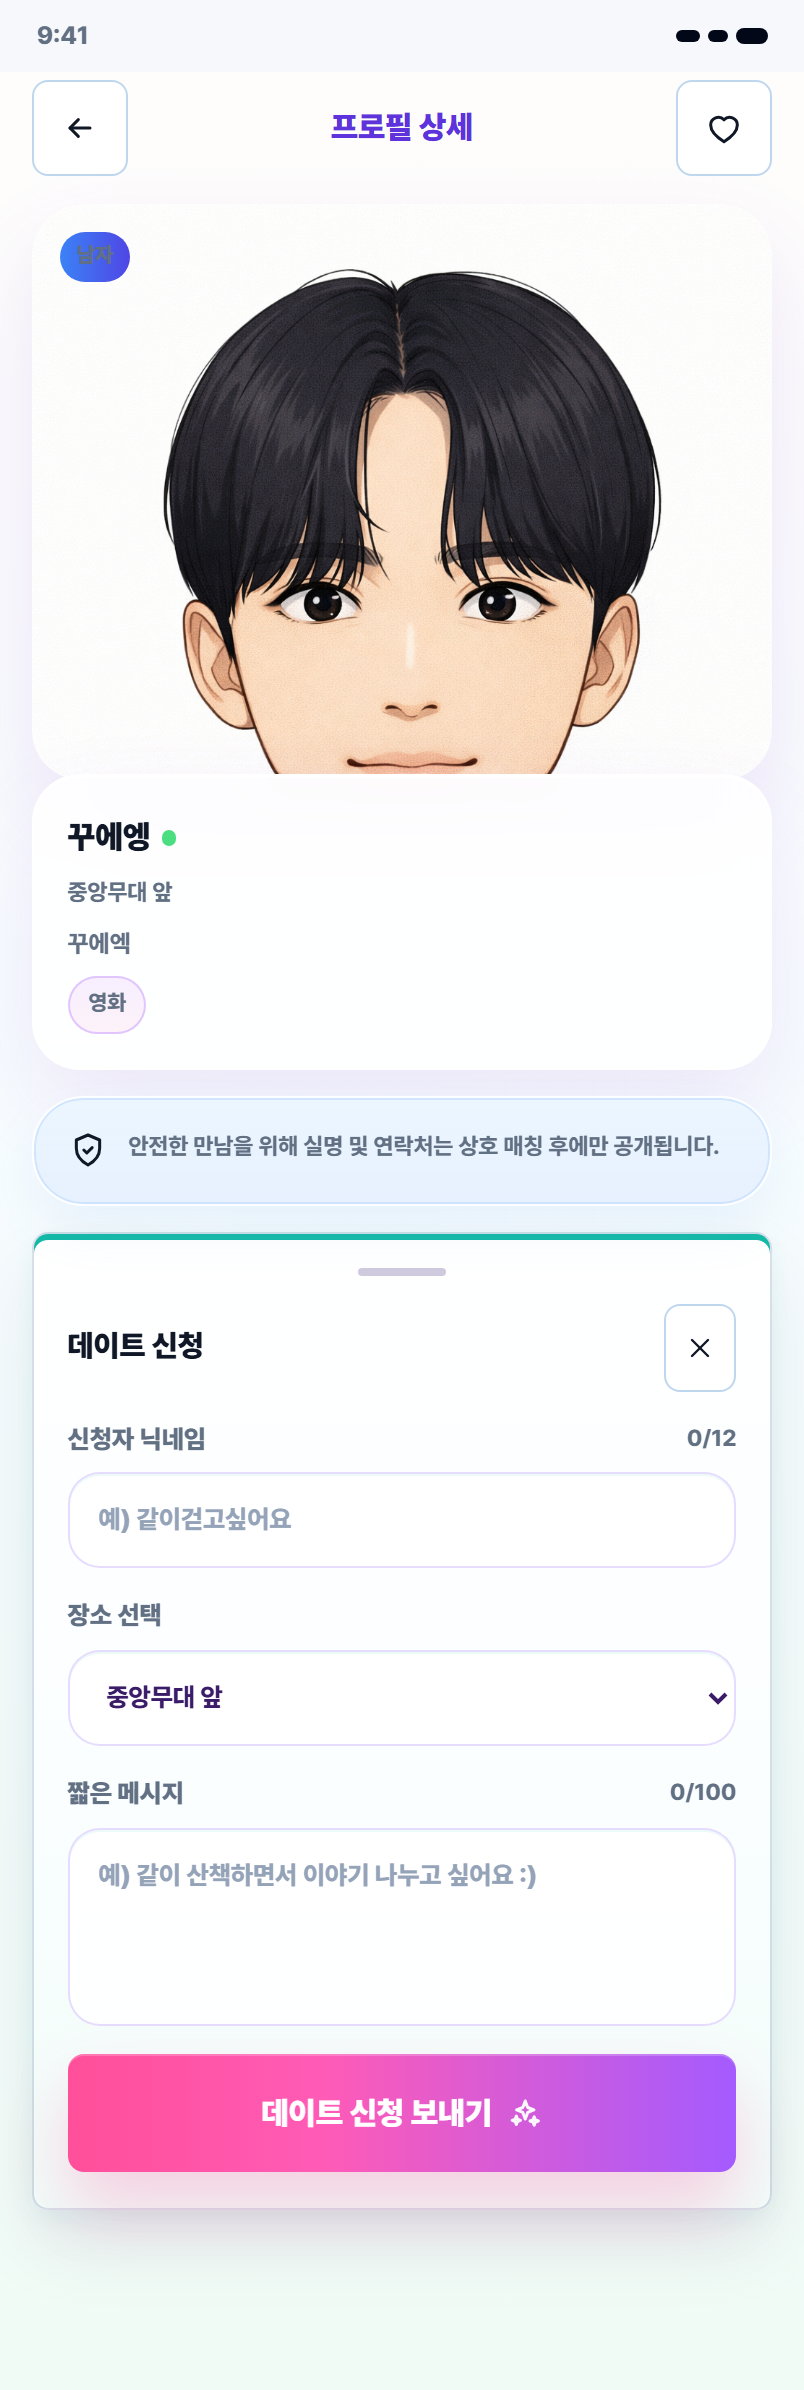 9:41
프로필 상세
남자
꾸에엥
중앙무대 앞
꾸에엑
영화
안전한 만남을 위해 실명 및 연락처는 상호 매칭 후에만 공개됩니다.
데이트 신청
신청자 닉네임
0/12
예) 같이걷고싶어요
장소 선택
중앙무대 앞
짧은 메시지
0/100
예) 같이 산책하면서 이야기 나누고 싶어요 :)
데이트 신청 보내기